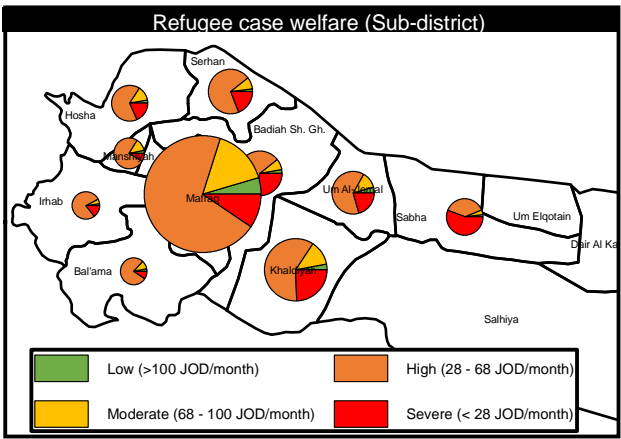 Refugee case welfare (Sub-district)
Serhan
Hosha
Badiah Sh. Gh.
Manshiyah
Um Al-Jemal
Mafraq
Irhab
Sabha
Um Elqotain
Dair Al Ka
Bal'ama
Khaldiyah
Salhiya
Low (>100 JOD/month)
High (28 - 68 JOD/month)
Moderate (68 - 100 JOD/month)
Severe (< 28 JOD/month)